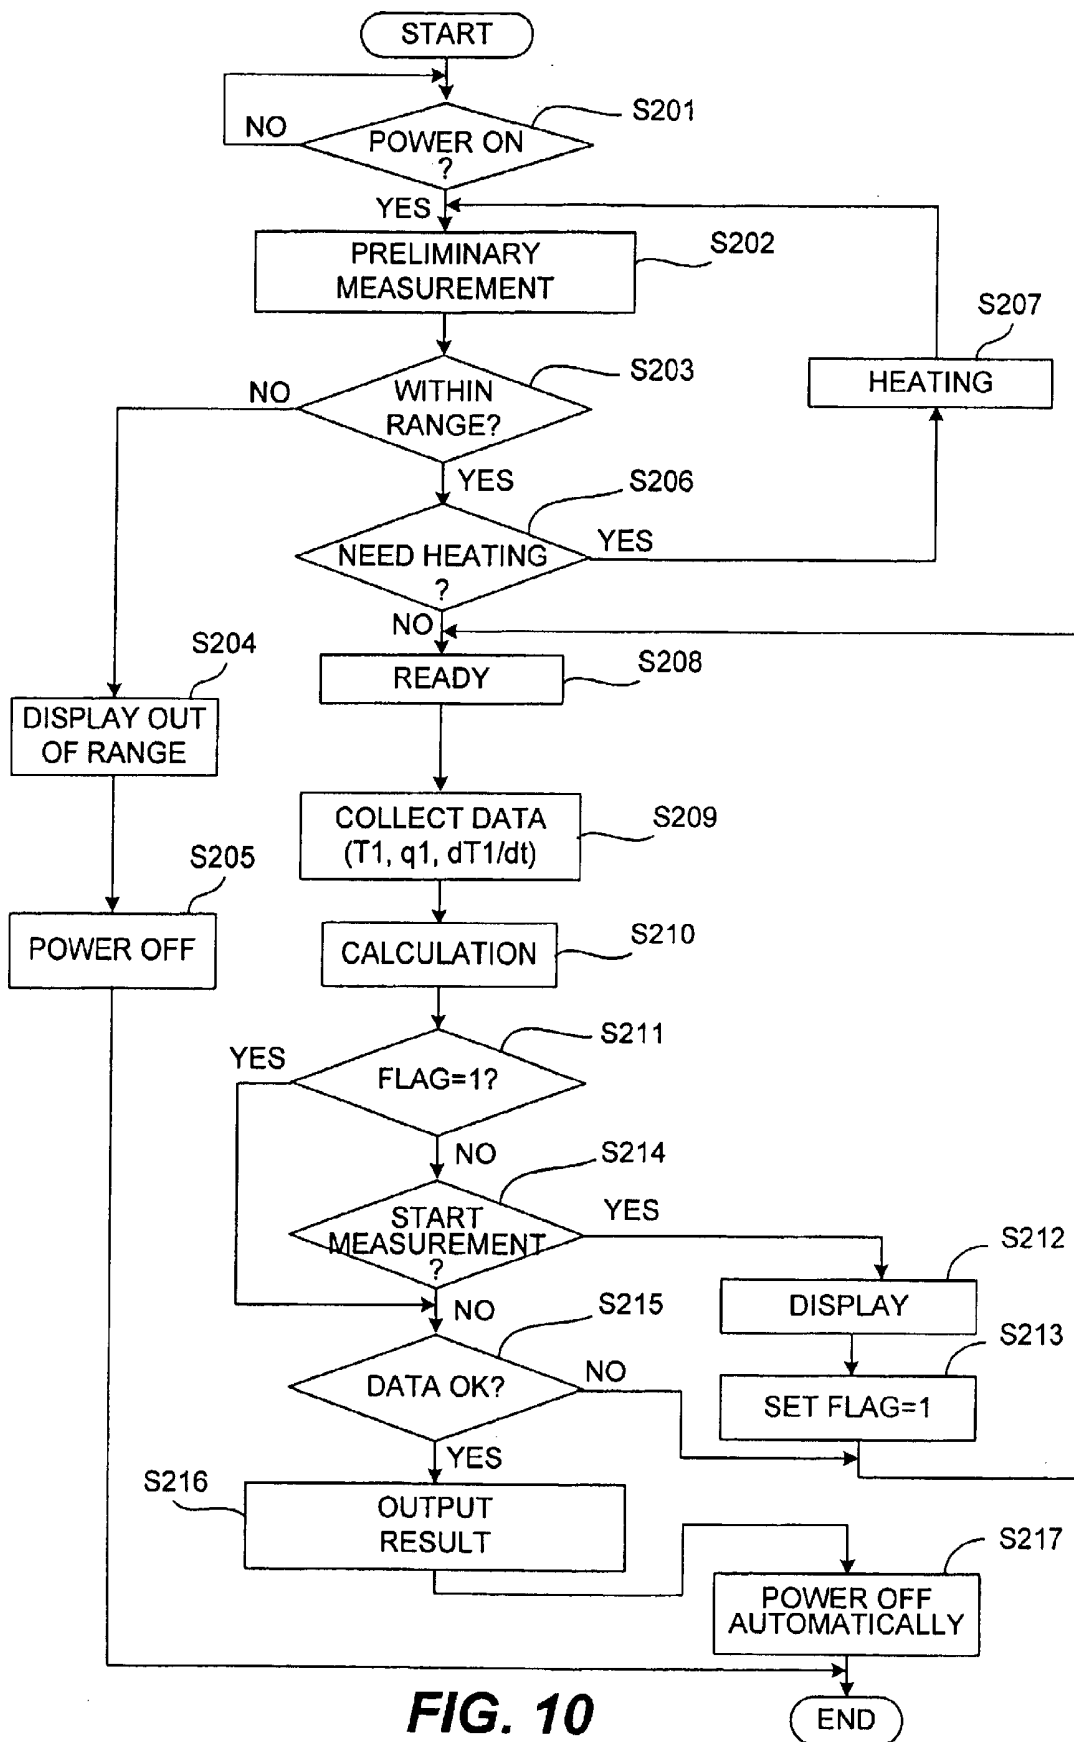 START
S201
NO
POWER ON
?
YES
S202
PRELIMINARY
MEASUREMENT
S207
HEATING
S203
NO
WITHIN
RANGE?
YES
S206
NEED HEATING
?
YES
NO
S204
DISPLAY OUT
OF RANGE
S208
READY
S209
COLLECT DATA
(T1, q1, dT1/dt)
S205
POWER OFF
S210
CALCULATION
S211
YES
FLAG=1?
NO
S214
START
MEASUREMENT
?
YES
NO
S212
DISPLAY
S215
DATA OK?
NO
S213
SET FLAG=1
YES
S216
OUTPUT
RESULT
S217
POWER OFF
AUTOMATICALLY
FIG. 10
END